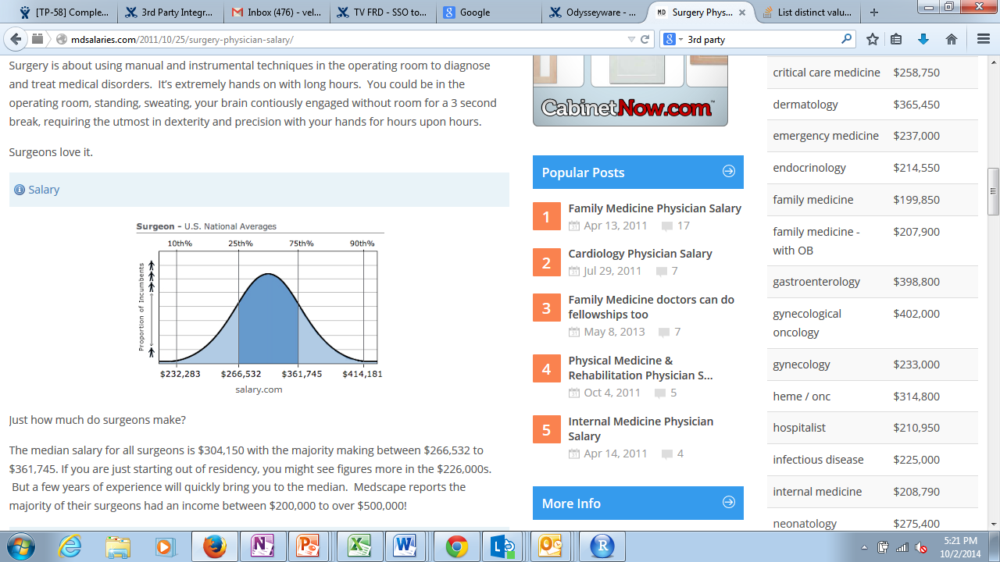 [TP-58] Comple...
3rd Party Integr...
Inbox (476) - vel...
TV FRD - SSO to...
Google
Odysseyware - ...
MD Surgery Phys...
List distinct valu...
mdsalaries.com/2011/10/25/surgery-physician-salary/
3rd party
Surgery is about using manual and instrumental techniques in the operating room to diagnose
and treat medical disorders.  It's extremely hands on with long hours.  You could be in the
operating room, standing, sweating, your brain contiously engaged without room for a 3 second
break, requiring the utmost in dexterity and precision with your hands for hours upon hours.
Surgeons love it.
Salary
Surgeon – U.S. National Averages
10th% 25th% 75th% 90th%
Proportion of Incumbents
$232,283 $266,532 $361,745 $414,181
salary.com
Just how much do surgeons make?
The median salary for all surgeons is $304,150 with the majority making between $266,532 to
$361,745. If you are just starting out of residency, you might see figures more in the $226,000s.
But a few years of experience will quickly bring you to the median.  Medscape reports the
majority of their surgeons had an income between $200,000 to over $500,000!
CabinetNow.com™
Popular Posts
1 Family Medicine Physician Salary
Apr 13, 2011 17
2 Cardiology Physician Salary
Jul 29, 2011 7
3 Family Medicine doctors can do
fellowships too
May 8, 2013 7
4 Physical Medicine &
Rehabilitation Physician S...
Oct 4, 2011 5
5 Internal Medicine Physician
Salary
Apr 14, 2011 4
More Info
critical care medicine $258,750
dermatology $365,450
emergency medicine $237,000
endocrinology $214,550
family medicine $199,850
family medicine - $207,900
with OB
gastroenterology $398,800
gynecological $402,000
oncology
gynecology $233,000
heme / onc $314,800
hospitalist $210,950
infectious disease $225,000
internal medicine $208,790
neonatology $275,400
5:21 PM
10/2/2014